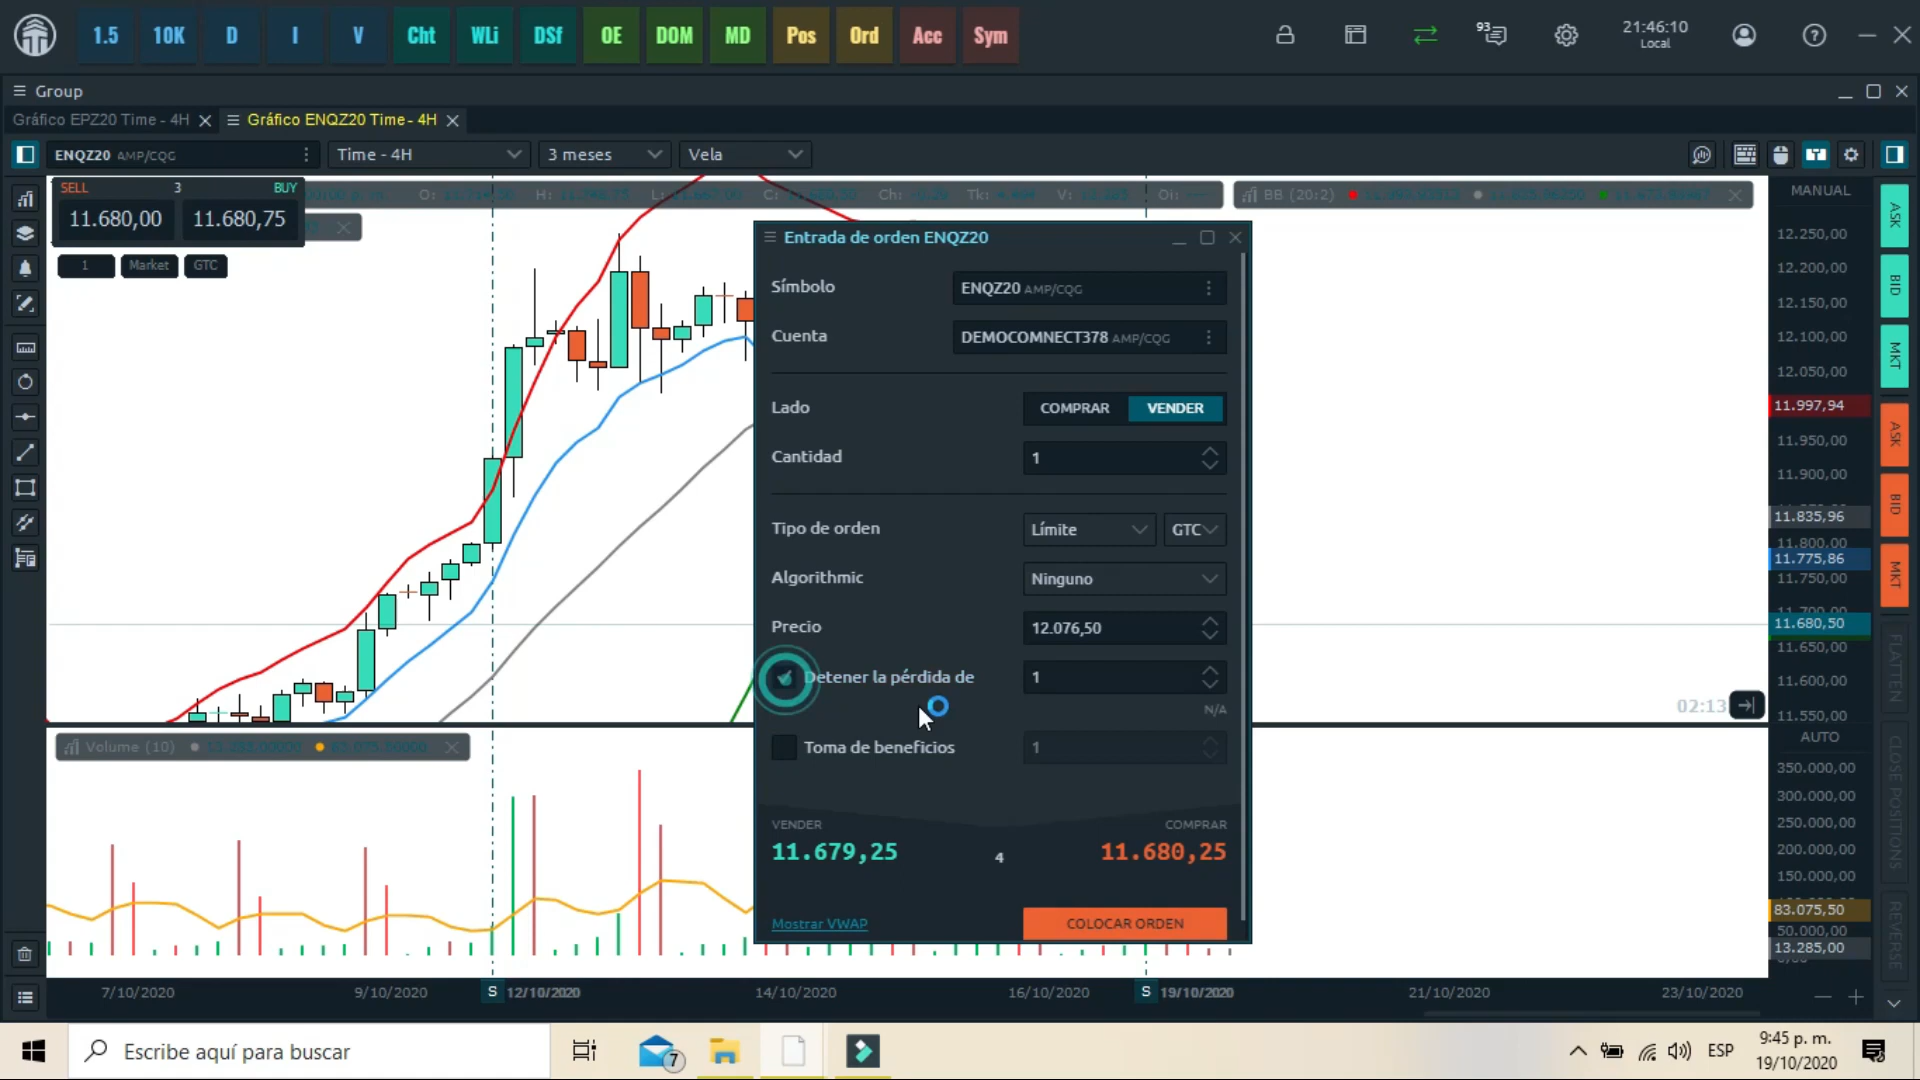 1.5 10K D I V Cht WLi DSf OE DOM MD Pos Ord Acc Sym
93
21:46:10
Local
Group
Gráfico EPZ20 Time - 4H
Gráfico ENQZ20 Time - 4H
ENQZ20 AMP/CQG
Time - 4H
3 meses
Vela
SELL 3 BUY
11.680,00 11.680,75
1 Market GTC
O: H: L: C: Ch: Tk: V: Oi:
BB (20:2)
Entrada de orden ENQZ20
Símbolo ENQZ20 AMP/CQG
Cuenta DEMOCOMNECT378 AMP/CQG
Lado COMPRAR VENDER
Cantidad 1
Tipo de orden Límite GTC
Algorithmic Ninguno
Precio 12.076,50
Detener la pérdida de 1
N/A
Toma de beneficios 1
VENDER COMPRAR
11.679,25 4 11.680,25
Mostrar VWAP COLOCAR ORDEN
MANUAL
12.250,00
12.200,00
12.150,00
12.100,00
12.050,00
11.997,94
11.950,00
11.900,00
11.835,96
11.800,00
11.775,86
11.750,00
11.700,00
11.680,50
11.650,00
11.600,00
11.550,00
02:13
AUTO
350.000,00
300.000,00
250.000,00
200.000,00
150.000,00
83.075,50
50.000,00
13.285,00
ASK
BID
MKT
ASK
BID
MKT
FLATTEN
CLOSE POSITIONS
REVERSE
Volume (10)
7/10/2020 9/10/2020 S 12/10/2020 14/10/2020 16/10/2020 S 19/10/2020 21/10/2020 23/10/2020
Escribe aquí para buscar
7
ESP
9:45 p. m.
19/10/2020